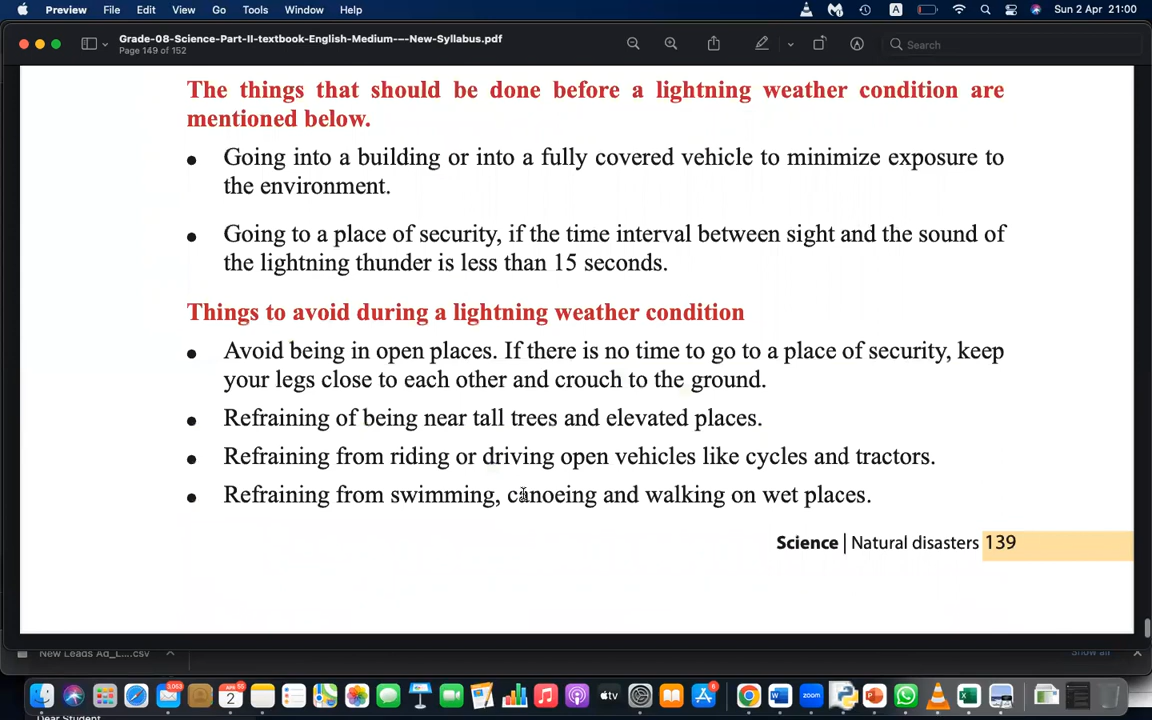 Preview File Edit View Go Tools Window Help A Sun 2 Apr 21:00
Grade-08-Science-Part-II-textbook-English-Medium-–-New-Syllabus.pdf
Page 149 of 152
Search
The things that should be done before a lightning weather condition are
mentioned below.
• Going into a building or into a fully covered vehicle to minimize exposure to
the environment.
• Going to a place of security, if the time interval between sight and the sound of
the lightning thunder is less than 15 seconds.
Things to avoid during a lightning weather condition
• Avoid being in open places. If there is no time to go to a place of security, keep
your legs close to each other and crouch to the ground.
• Refraining of being near tall trees and elevated places.
• Refraining from riding or driving open vehicles like cycles and tractors.
• Refraining from swimming, canoeing and walking on wet places.
Science | Natural disasters 139
New Leads Ad_L....csv
Show all
tv
Dear Student